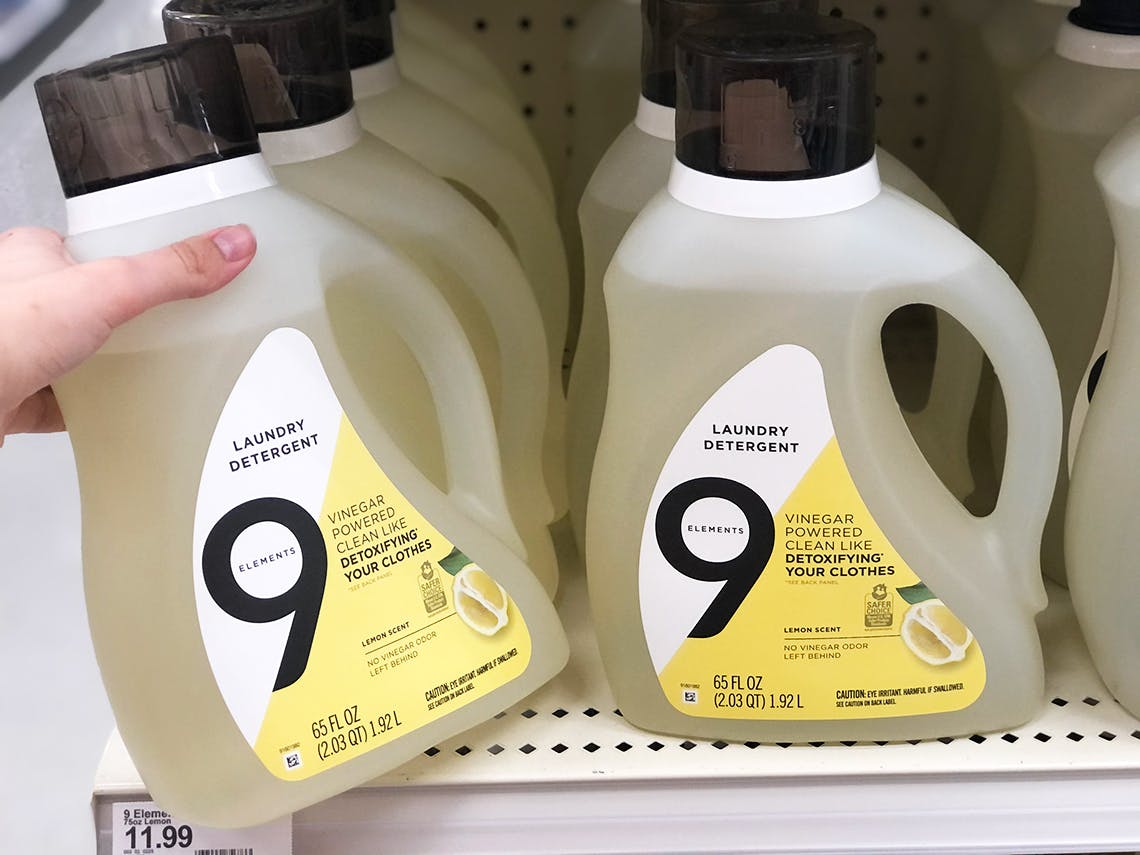 LAUNDRY
DETERGENT
9
ELEMENTS
VINEGAR
POWERED
CLEAN LIKE
DETOXIFYING*
YOUR CLOTHES
*SEE BACK PANEL
SAFER
CHOICE
LEMON SCENT
NO VINEGAR ODOR
LEFT BEHIND
65 FL OZ
(2.03 QT) 1.92 L
CAUTION: EYE IRRITANT. HARMFUL IF SWALLOWED.
SEE CAUTION ON BACK LABEL.
LAUNDRY
DETERGENT
9
ELEMENTS
VINEGAR
POWERED
CLEAN LIKE
DETOXIFYING*
YOUR CLOTHES
*SEE BACK PANEL
SAFER
CHOICE
LEMON SCENT
NO VINEGAR ODOR
LEFT BEHIND
65 FL OZ
(2.03 QT) 1.92 L
CAUTION: EYE IRRITANT. HARMFUL IF SWALLOWED.
SEE CAUTION ON BACK LABEL.
9 Eleme
75oz Lemon
11.99